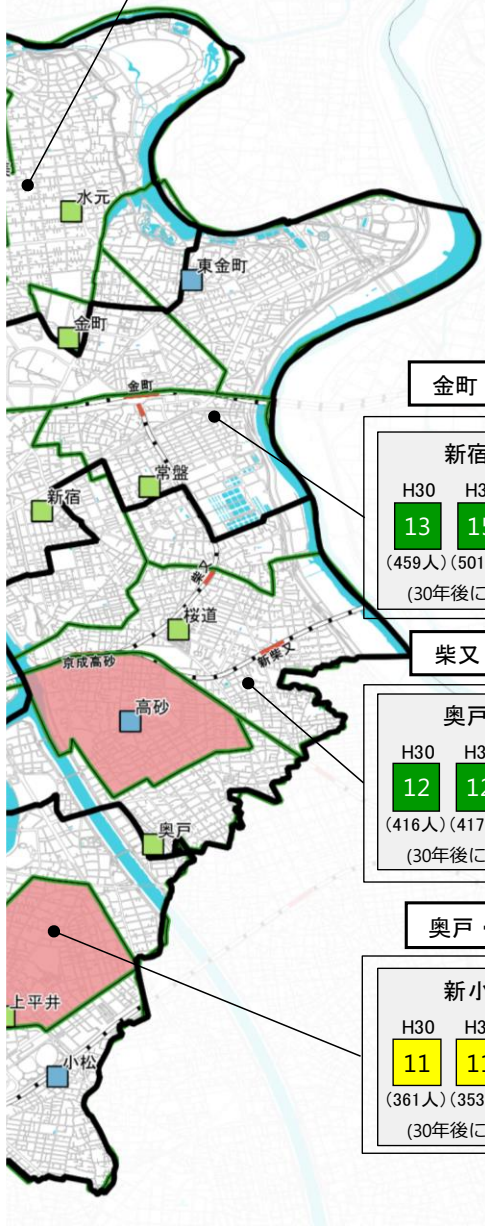 水元
東金町
金町
金町
金町
新宿
H30 H3
13 15
(459人)(501
(30年後に
常盤
新宿
柴又
桜道
新柴又
京成高砂
柴又
高砂
奥戸
H30 H3
12 12
(416人)(417
(30年後に
奥戸
奥戸・
新小
H30 H3
11 11
(361人)(353
(30年後に
上平井
小松